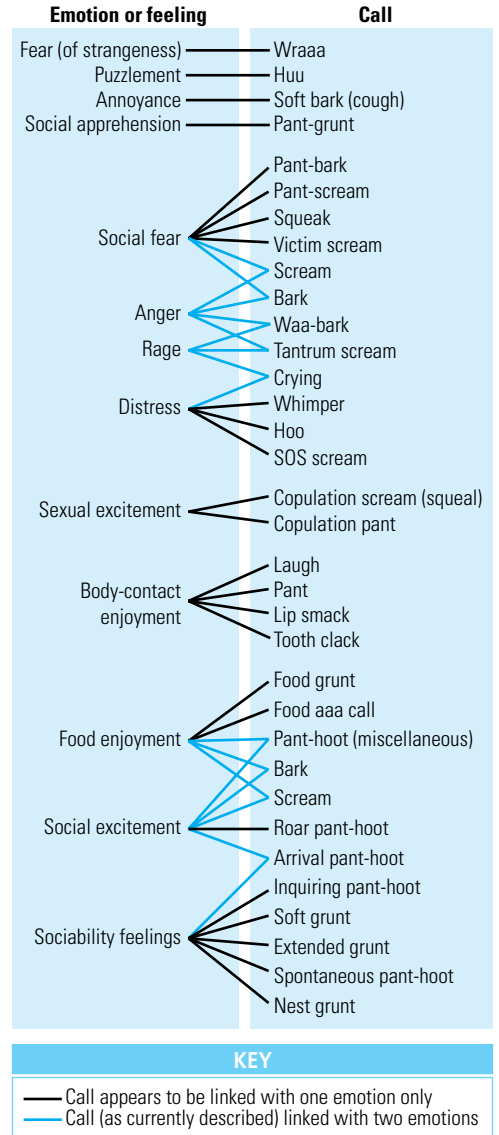 Emotion or feeling Call
Fear (of strangeness) Wraaa
Puzzlement Huu
Annoyance Soft bark (cough)
Social apprehension Pant-grunt
Pant-bark
Pant-scream
Squeak
Social fear Victim scream
Scream
Bark
Anger Waa-bark
Rage Tantrum scream
Crying
Distress Whimper
Hoo
SOS scream
Sexual excitement Copulation scream (squeal)
Copulation pant
Laugh
Body-contact Pant
enjoyment Lip smack
Tooth clack
Food grunt
Food aaa call
Food enjoyment Pant-hoot (miscellaneous)
Bark
Scream
Social excitement Roar pant-hoot
Arrival pant-hoot
Inquiring pant-hoot
Soft grunt
Sociability feelings Extended grunt
Spontaneous pant-hoot
Nest grunt
KEY
Call appears to be linked with one emotion only
Call (as currently described) linked with two emotions